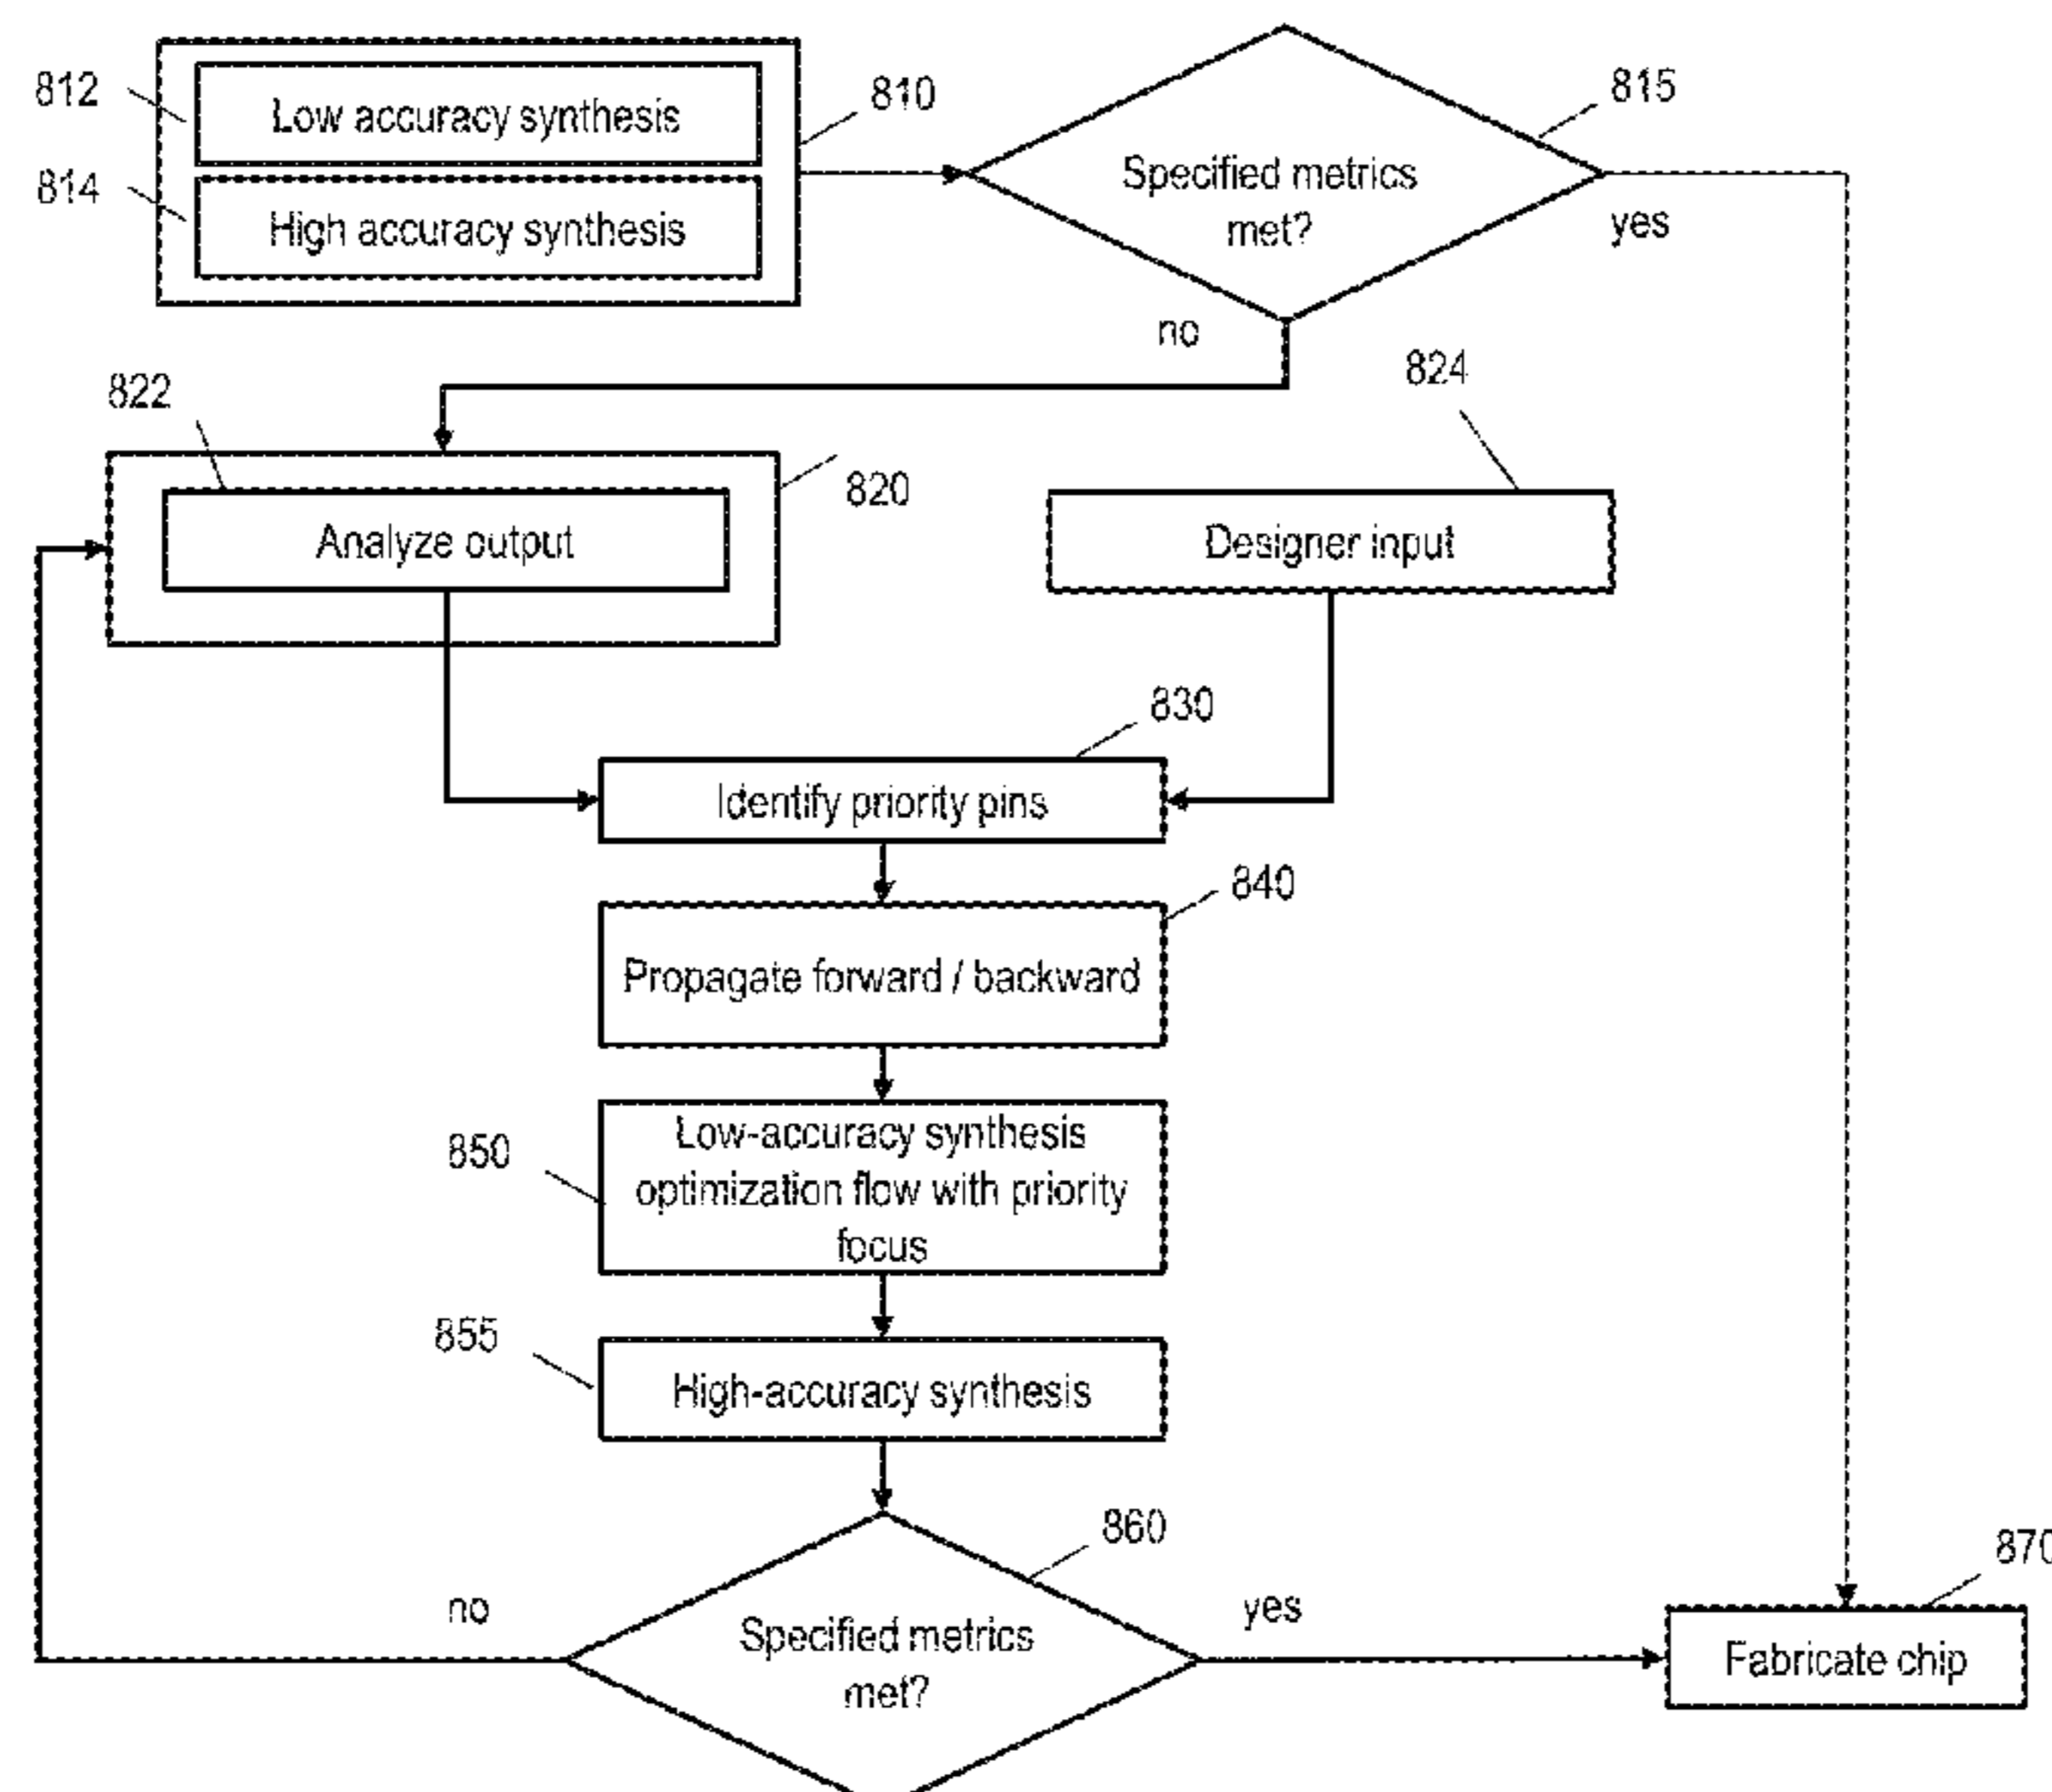 812
Low accuracy synthesis
810
815
814
High accuracy synthesis
Specified metrics
met?
yes
no
822
824
820
Analyze output
Designer input
830
Identify priority pins
840
Propagate forward / backward
850
Low-accuracy synthesis
optimization flow with priority
focus
855
High-accuracy synthesis
860
870
no
yes
Specified metrics
met?
Fabricate chip